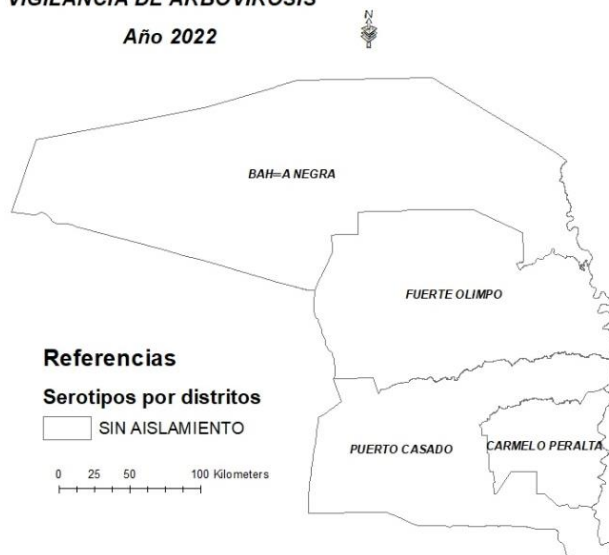 VIGILANCIA DE ARBOVIROSIS
Año 2022
N
BAH=A NEGRA
FUERTE OLIMPO
Referencias
Serotipos por distritos
SIN AISLAMIENTO
PUERTO CASADO
CARMELO PERALTA
0 25 50 100 Kilometers